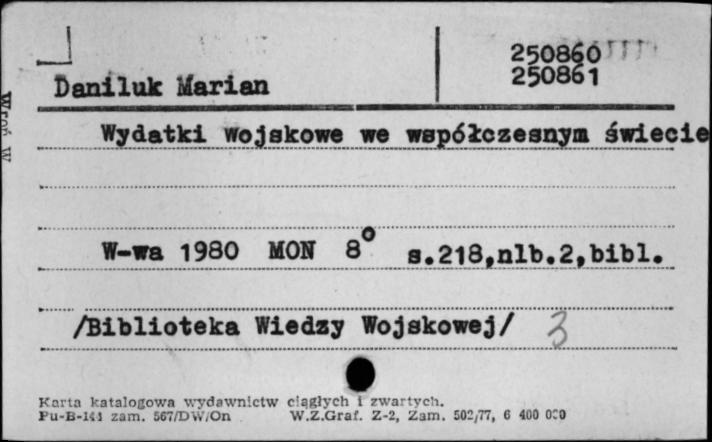 250860
Daniluk Marian 250861
Wydatki wojskowe we współczesnym świecie
W-wa 1980 MON 8° s.218,nlb.2,bibl.
/Biblioteka Wiedzy Wojskowej/ 3
Karta katalogowa wydawnictw ciągłych i zwartych.
Pu-B-144 zam. 567/DW/On W.Z.Graf. Z-2, Zam. 502/77, 6 400 000